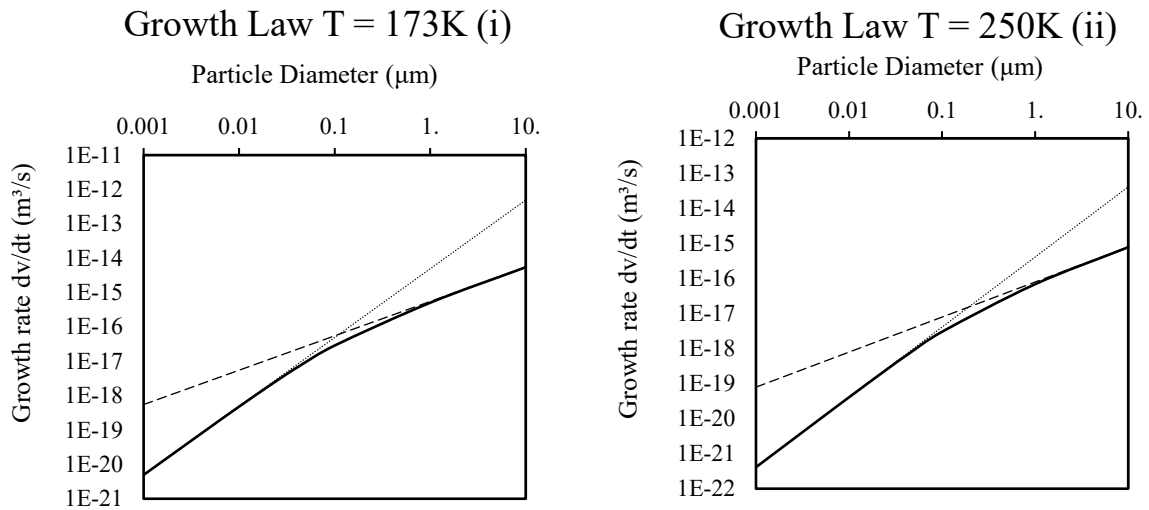 Growth Law T = 173K (i)
Particle Diameter (μm)
0.001 0.01 0.1 1. 10.
Growth rate dv/dt (m³/s)
1E-11
1E-12
1E-13
1E-14
1E-15
1E-16
1E-17
1E-18
1E-19
1E-20
1E-21
Growth Law T = 250K (ii)
Particle Diameter (μm)
0.001 0.01 0.1 1. 10.
Growth rate dv/dt (m³/s)
1E-12
1E-13
1E-14
1E-15
1E-16
1E-17
1E-18
1E-19
1E-20
1E-21
1E-22